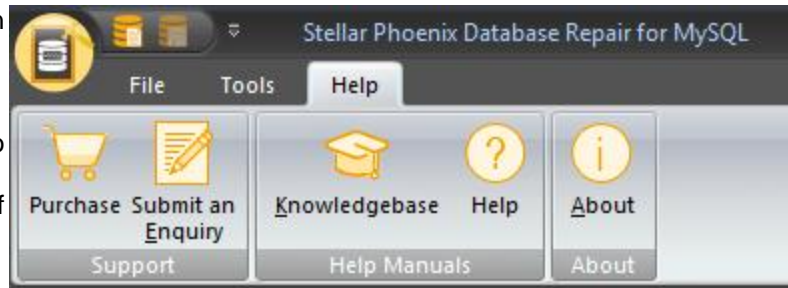 Stellar Phoenix Database Repair for MySQL
File Tools Help
Purchase Submit an Enquiry Knowledgebase Help About
Support Help Manuals About